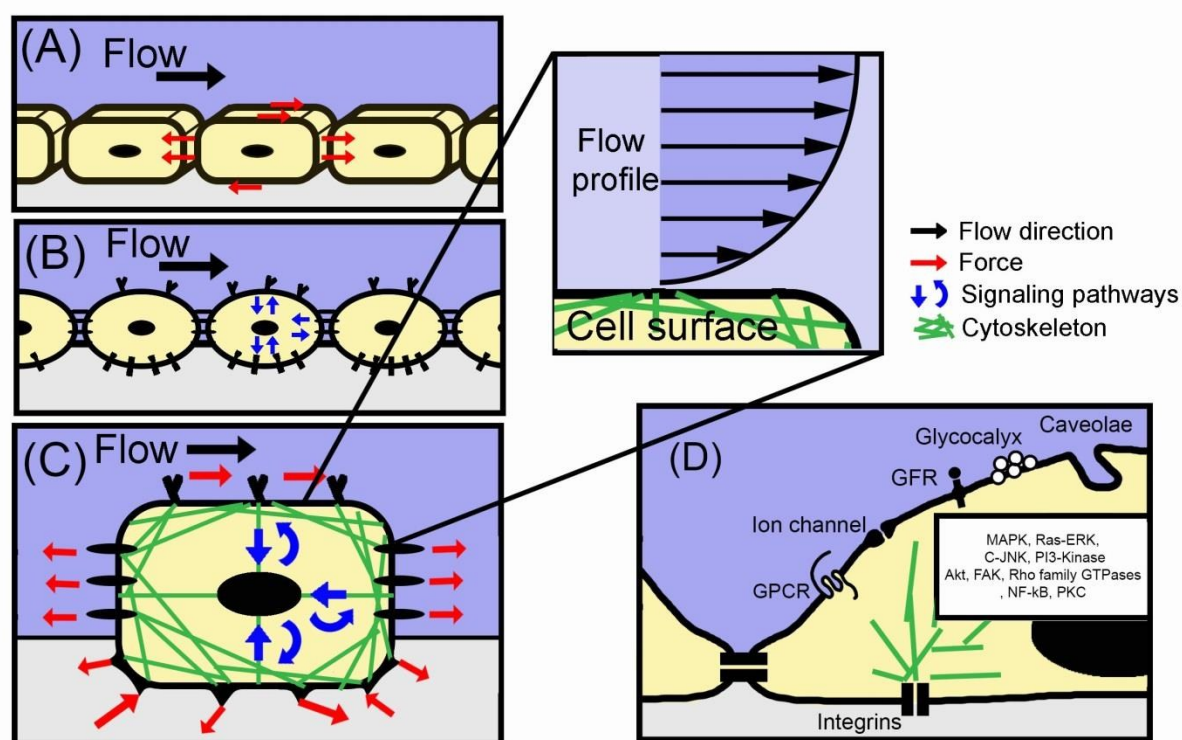 (A)
Flow
(B)
Flow
(C)
Flow
Flow
profile
Cell surface
Flow direction
Force
Signaling pathways
Cytoskeleton
(D)
Glycocalyx
Caveolae
GFR
Ion channel
GPCR
MAPK, Ras-ERK,
C-JNK, PI3-Kinase
Akt, FAK, Rho family GTPases
, NF-kB, PKC
Integrins